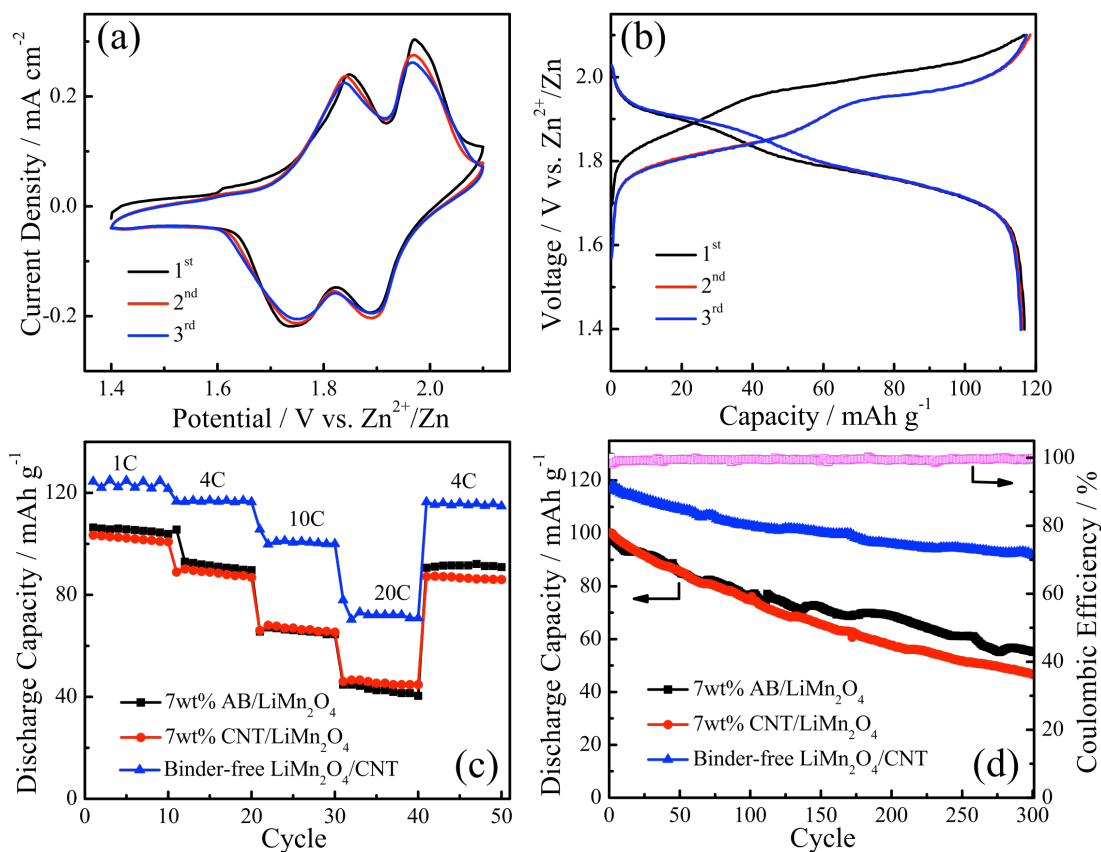 (a)
Current Density / mA cm⁻²
0.2
0.0
-0.2
1ˢᵗ
2ⁿᵈ
3ʳᵈ
1.4 1.6 1.8 2.0
Potential / V vs. Zn²⁺/Zn
(b)
Voltage / V vs. Zn²⁺/Zn
2.0
1.8
1.6
1.4
1ˢᵗ
2ⁿᵈ
3ʳᵈ
0 20 40 60 80 100 120
Capacity / mAh g⁻¹
Discharge Capacity / mAh g⁻¹
120
80
40
0
1C
4C
10C
20C
4C
7wt% AB/LiMn₂O₄
7wt% CNT/LiMn₂O₄
Binder-free LiMn₂O₄/CNT
(c)
0 10 20 30 40 50
Cycle
Discharge Capacity / mAh g⁻¹
120
100
80
60
40
20
0
7wt% AB/LiMn₂O₄
7wt% CNT/LiMn₂O₄
Binder-free LiMn₂O₄/CNT
(d)
0 50 100 150 200 250 300
Cycle
100
80
60
40
20
0
Coulombic Efficiency / %